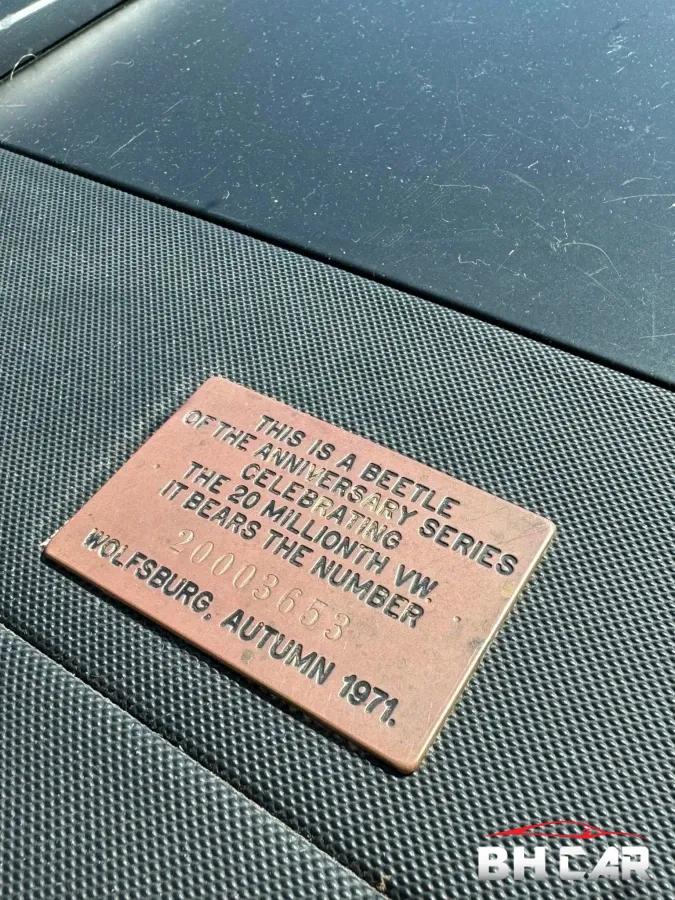 THIS IS A BEETLE
OF THE ANNIVERSARY SERIES
CELEBRATING
THE 20 MILLIONTH VW.
IT BEARS THE NUMBER
20003653
WOLFSBURG, AUTUMN 1971.
BH CAR